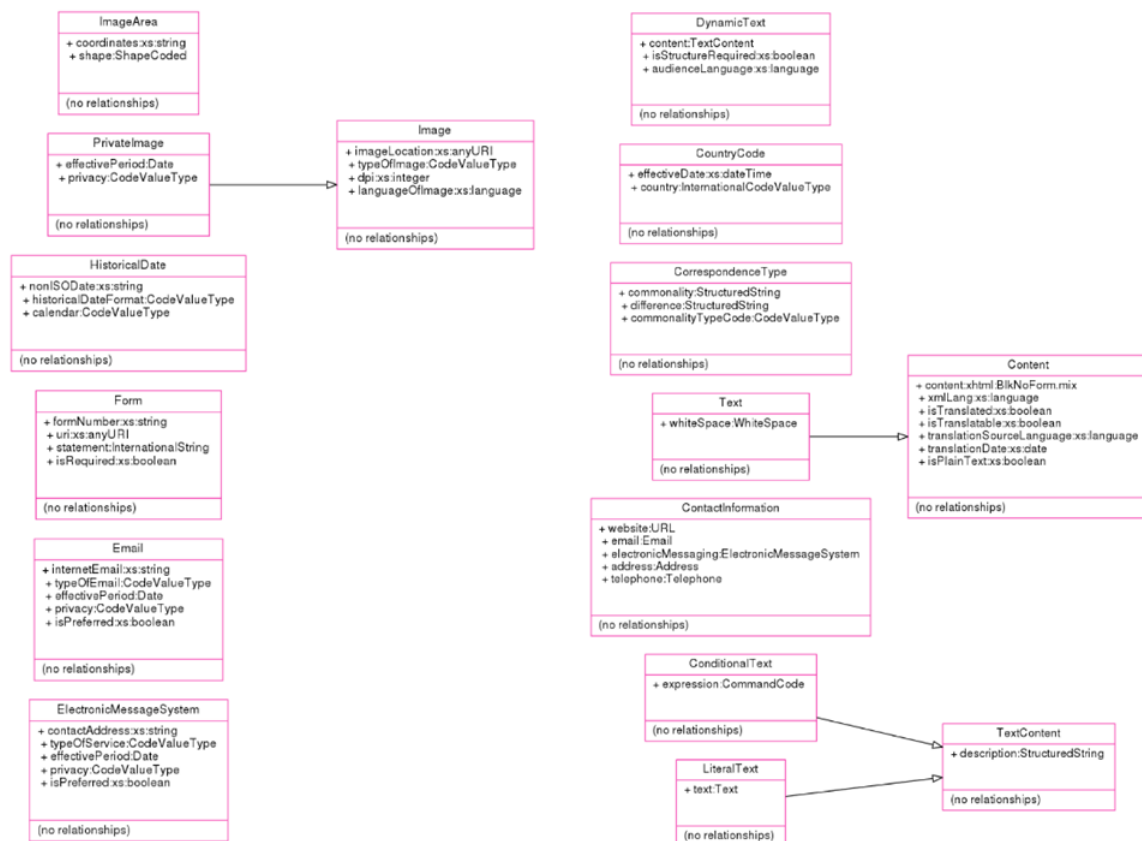 ImageArea
+ coordinates:xs:string
+ shape:ShapeCoded
(no relationships)
PrivateImage
+ effectivePeriod:Date
+ privacy:CodeValueType
(no relationships)
Image
+ imageLocation:xs:anyURI
+ typeOfImage:CodeValueType
+ dpi:xs:integer
+ languageOfImage:xs:language
(no relationships)
HistoricalDate
+ nonISODate:xs:string
+ historicalDateFormat:CodeValueType
+ calendar:CodeValueType
(no relationships)
Form
+ formNumber:xs:string
+ uri:xs:anyURI
+ statement:InternationalString
+ isRequired:xs:boolean
(no relationships)
Email
+ internetEmail:xs:string
+ typeOfEmail:CodeValueType
+ effectivePeriod:Date
+ privacy:CodeValueType
+ isPreferred:xs:boolean
(no relationships)
ElectronicMessageSystem
+ contactAddress:xs:string
+ typeOfService:CodeValueType
+ effectivePeriod:Date
+ privacy:CodeValueType
+ isPreferred:xs:boolean
(no relationships)
DynamicText
+ content:TextContent
+ isStructureRequired:xs:boolean
+ audienceLanguage:xs:language
(no relationships)
CountryCode
+ effectiveDate:xs:dateTime
+ country:InternationalCodeValueType
(no relationships)
CorrespondenceType
+ commonality:StructuredString
+ difference:StructuredString
+ commonalityTypeCode:CodeValueType
(no relationships)
Text
+ whiteSpace:WhiteSpace
(no relationships)
Content
+ content:xhtml:BlkNoForm.mix
+ xmlLang:xs:language
+ isTranslated:xs:boolean
+ isTranslatable:xs:boolean
+ translationSourceLanguage:xs:language
+ translationDate:xs:date
+ isPlainText:xs:boolean
(no relationships)
ContactInformation
+ website:URL
+ email:Email
+ electronicMessaging:ElectronicMessageSystem
+ address:Address
+ telephone:Telephone
(no relationships)
ConditionalText
+ expression:CommandCode
(no relationships)
LiteralText
+ text:Text
(no relationships)
TextContent
+ description:StructuredString
(no relationships)